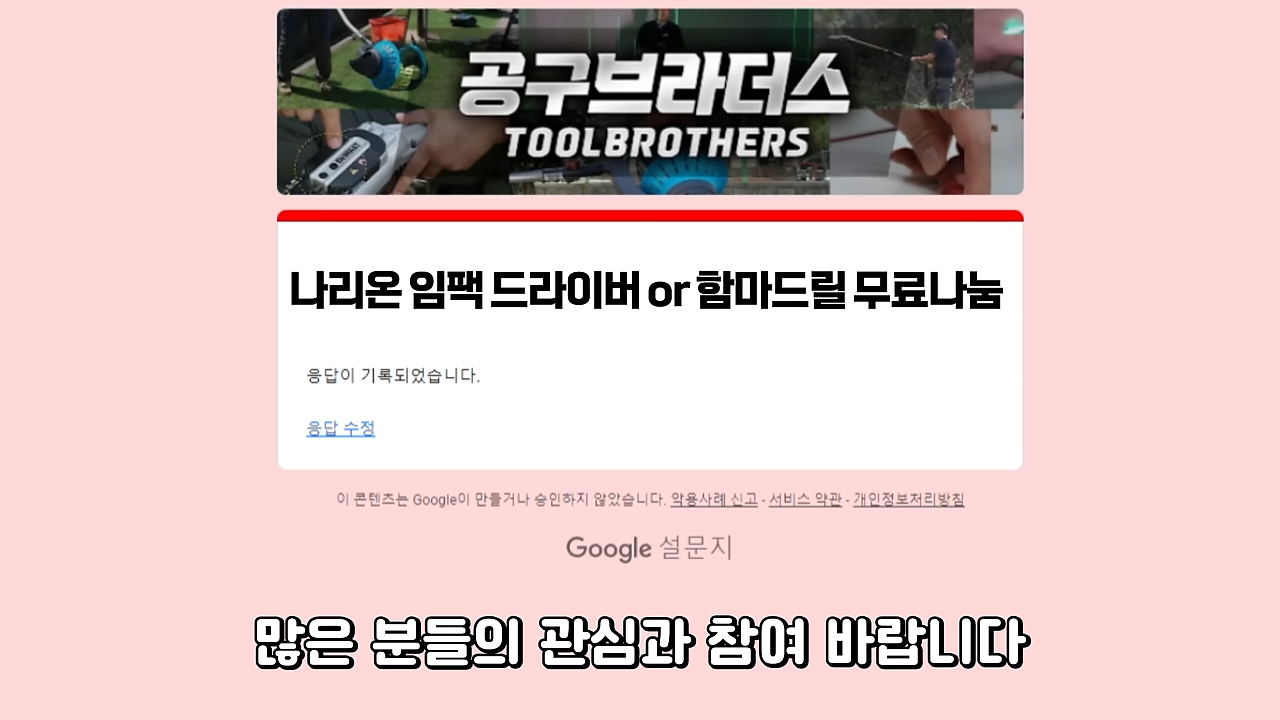 공구브라더스
TOOLBROTHERS
나리온 임팩 드라이버 or 함마드릴 무료나눔
응답이 기록되었습니다.
응답 수정
이 콘텐츠는 Google이 만들거나 승인하지 않았습니다. 악용사례 신고 - 서비스 약관 - 개인정보처리방침
Google 설문지
많은 분들의 관심과 참여 바랍니다